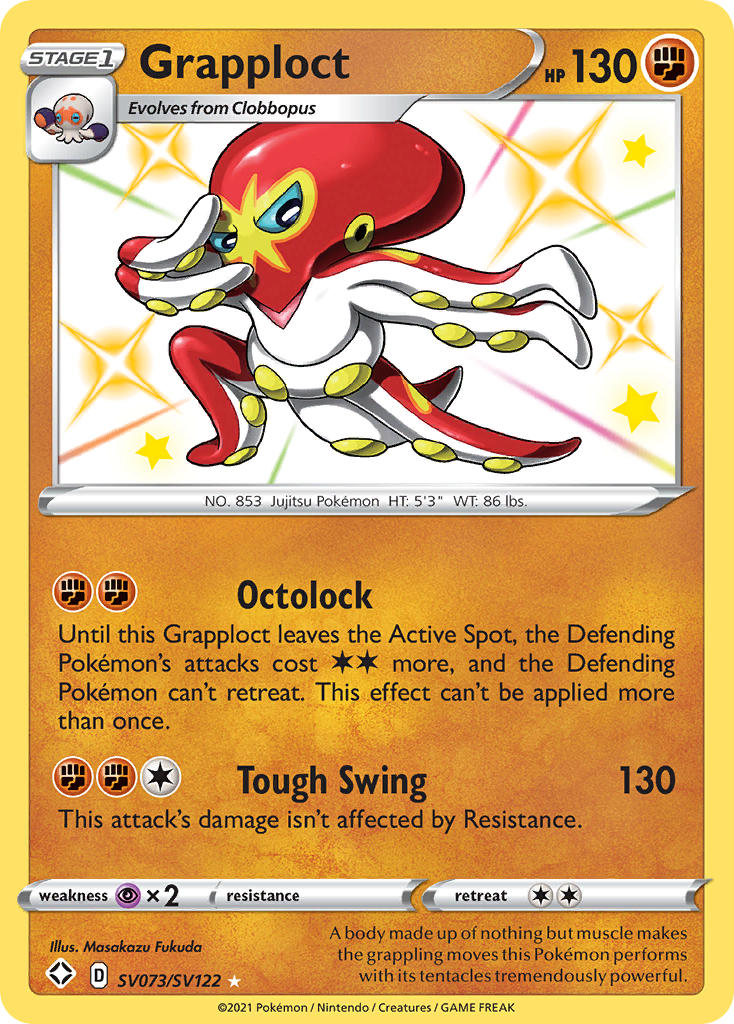 STAGE1
Grapploct
HP 130
Evolves from Clobbopus
NO. 853 Jujitsu Pokémon HT: 5'3" WT: 86 lbs.
Octolock
Until this Grapploct leaves the Active Spot, the Defending
Pokémon's attacks cost more, and the Defending
Pokémon can't retreat. This effect can't be applied more
than once.
Tough Swing 130
This attack's damage isn't affected by Resistance.
weakness ×2 resistance retreat
Illus. Masakazu Fukuda
D SV073/SV122
A body made up of nothing but muscle makes
the grappling moves this Pokémon performs
with its tentacles tremendously powerful.
©2021 Pokémon / Nintendo / Creatures / GAME FREAK